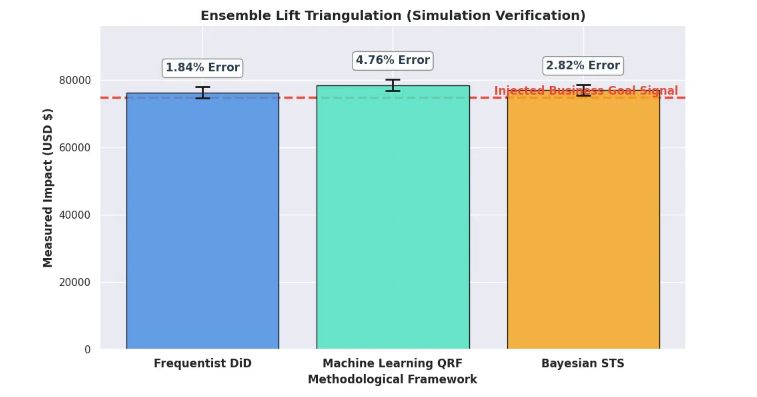 Ensemble Lift Triangulation (Simulation Verification)
1.84% Error
4.76% Error
2.82% Error
Injected Business Goal Signal
80000
60000
40000
20000
0
Measured Impact (USD $)
Frequentist DiD
Machine Learning QRF
Bayesian STS
Methodological Framework